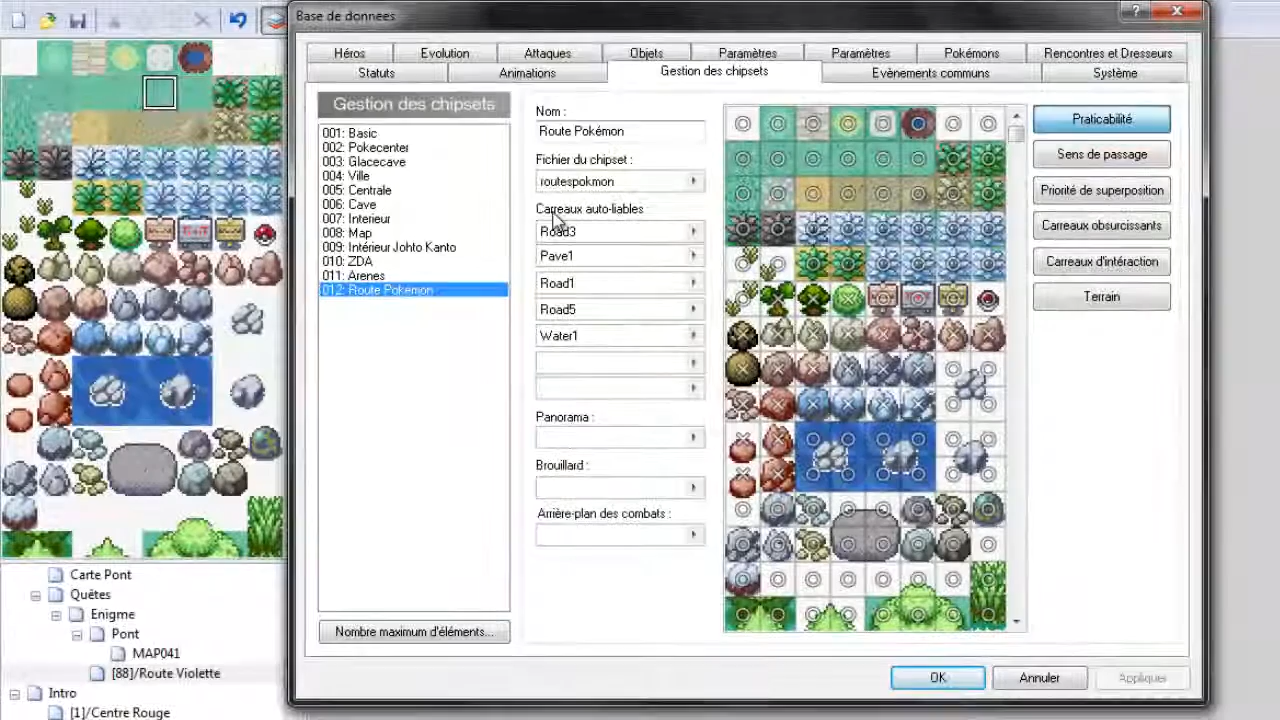 Base de données
Héros
Evolution
Attaques
Objets
Paramètres
Paramètres
Pokémons
Rencontres et Dresseurs
Statuts
Animations
Gestion des chipsets
Evènements communs
Système
Gestion des chipsets
001: Basic
002: Pokecenter
003: Glacecave
004: Ville
005: Centrale
006: Cave
007: Interieur
008: Map
009: Intérieur Johto Kanto
010: ZDA
011: Arenes
012: Route Pokemon
Nombre maximum d'éléments...
Nom :
Route Pokémon
Fichier du chipset :
routespokmon
Carreaux auto-liables
Road3
Pave1
Road1
Road5
Water1
Panorama :
Brouillard :
Arrière-plan des combats :
Praticabilité
Sens de passage
Priorité de superposition
Carreaux obsurcissants
Carreaux d'intéraction
Terrain
OK
Annuler
Appliquer
Carte Pont
Quêtes
Enigme
Pont
MAP041
[88]/Route Violette
Intro
[1]/Centre Rouge